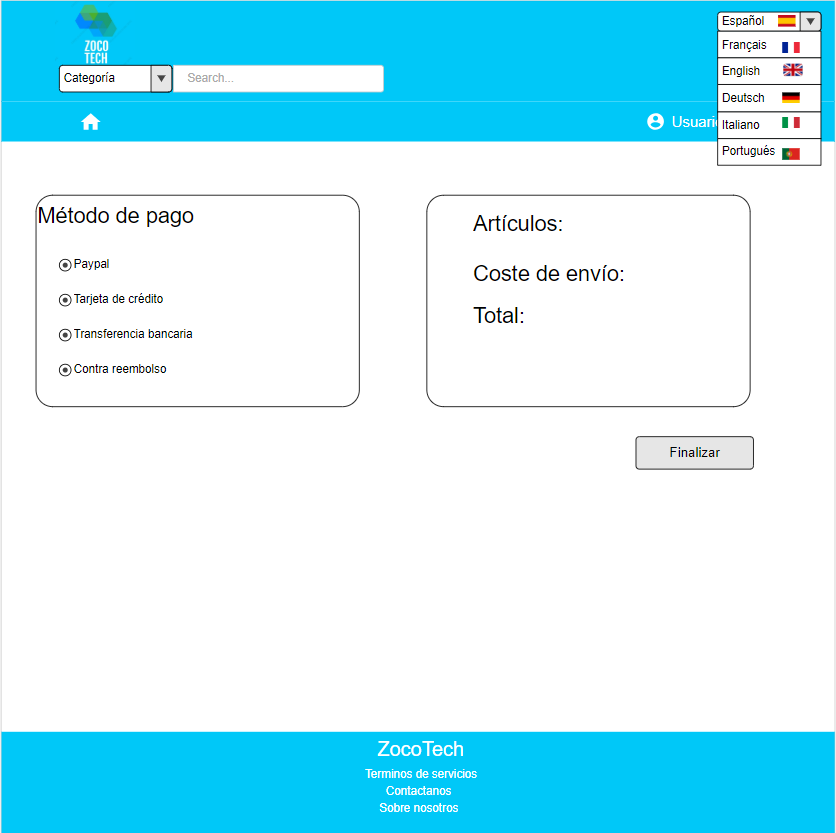 ZOCO
TECH
Español
Français
English
Deutsch
Italiano
Portugués
Categoría
Search...
Usuario
Método de pago
Paypal
Tarjeta de crédito
Transferencia bancaria
Contra reembolso
Artículos:
Coste de envío:
Total:
Finalizar
ZocoTech
Terminos de servicios
Contactanos
Sobre nosotros